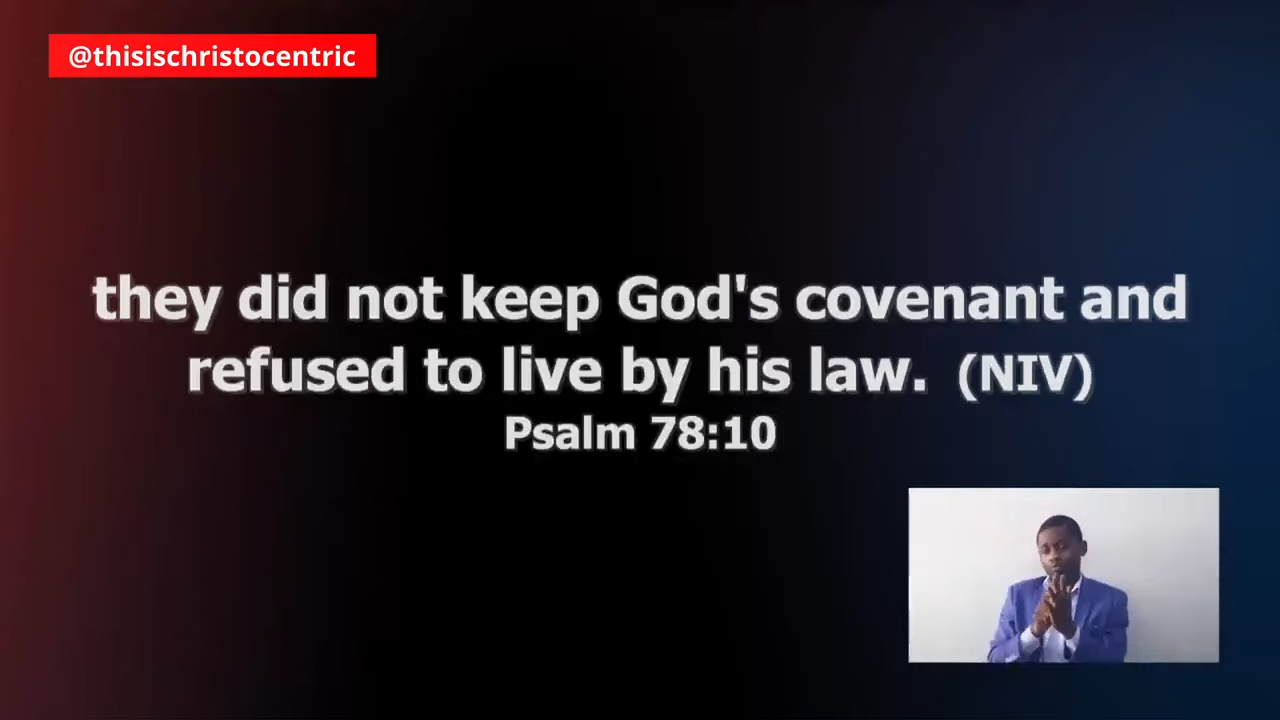 @thisischristocentric
they did not keep God's covenant and
refused to live by his law. (NIV)
Psalm 78:10